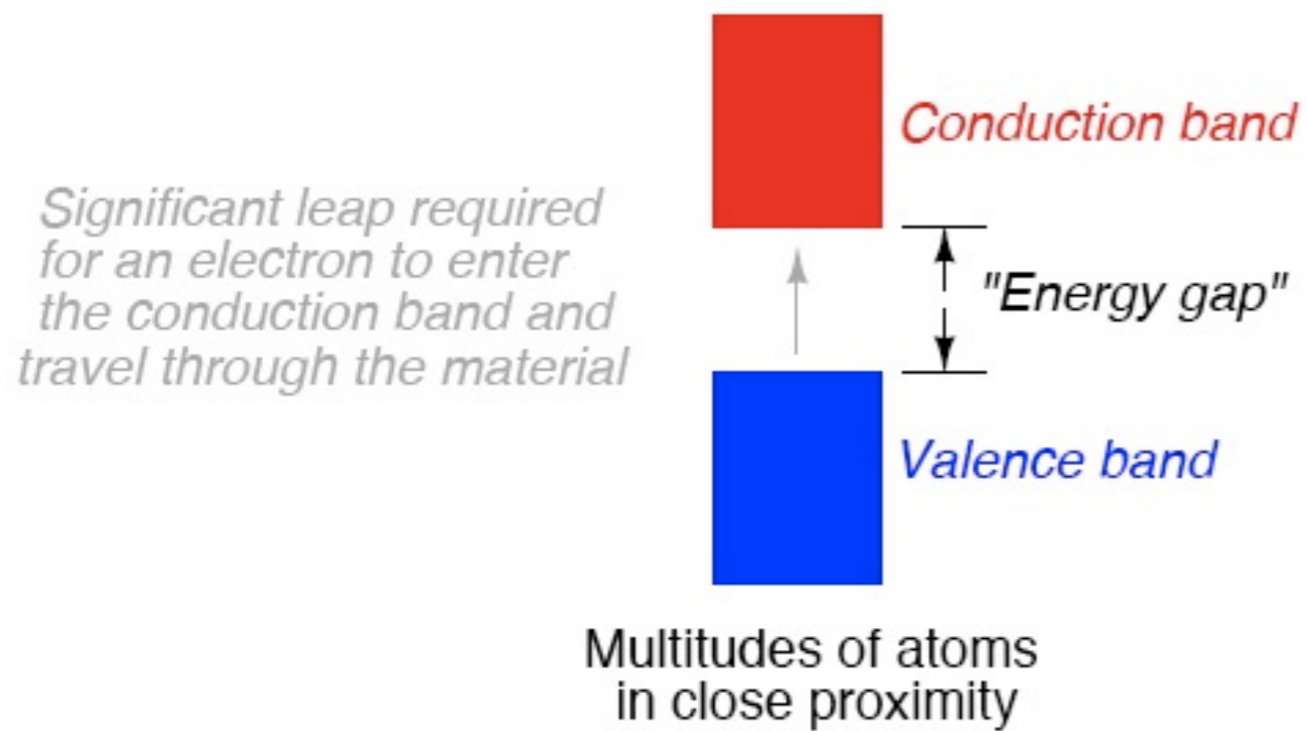 Conduction band
Significant leap required
for an electron to enter
the conduction band and
travel through the material
"Energy gap"
Valence band
Multitudes of atoms
in close proximity